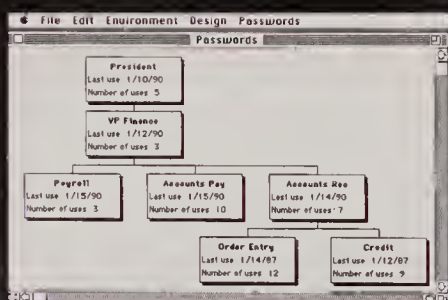 File Edit Environment Design Passwords
Passwords
President
Last use 1/10/90
Number of uses 5
VP Finance
Last use 1/12/90
Number of uses 3
Payroll
Last use 1/15/90
Number of uses 3
Accounts Pay
Last use 1/15/90
Number of uses 10
Accounts Rec
Last use 1/14/90
Number of uses 7
Order Entry
Last use 1/14/87
Number of uses 12
Credit
Last use 1/12/87
Number of uses 9